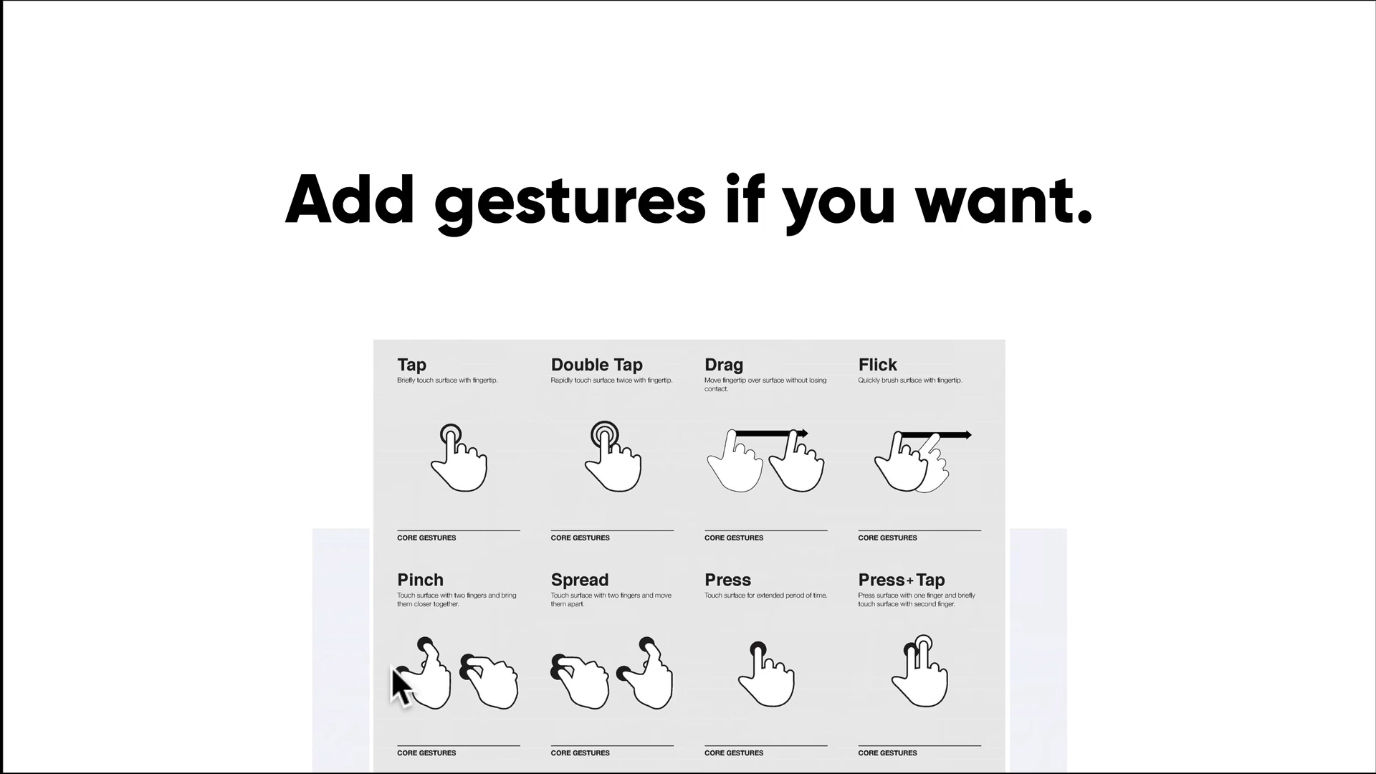 Add gestures if you want.
Tap
Briefly touch surface with fingertip.
Double Tap
Rapidly touch surface twice with fingertip.
Drag
Move fingertip over surface without losing
contact.
Flick
Quickly brush surface with fingertip.
CORE GESTURES
CORE GESTURES
CORE GESTURES
CORE GESTURES
Pinch
Touch surface with two fingers and bring
them closer together.
Spread
Touch surface with two fingers and move
them apart.
Press
Touch surface for extended period of time.
Press+Tap
Press surface with one finger and briefly
touch surface with second finger.
CORE GESTURES
CORE GESTURES
CORE GESTURES
CORE GESTURES